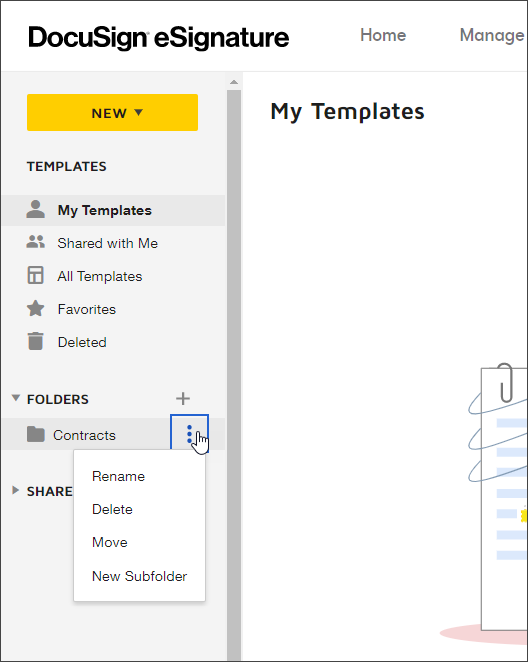 DocuSign eSignature
Home
Manage
NEW
My Templates
TEMPLATES
My Templates
Shared with Me
All Templates
Favorites
Deleted
FOLDERS
Contracts
Rename
SHARE
Delete
Move
New Subfolder